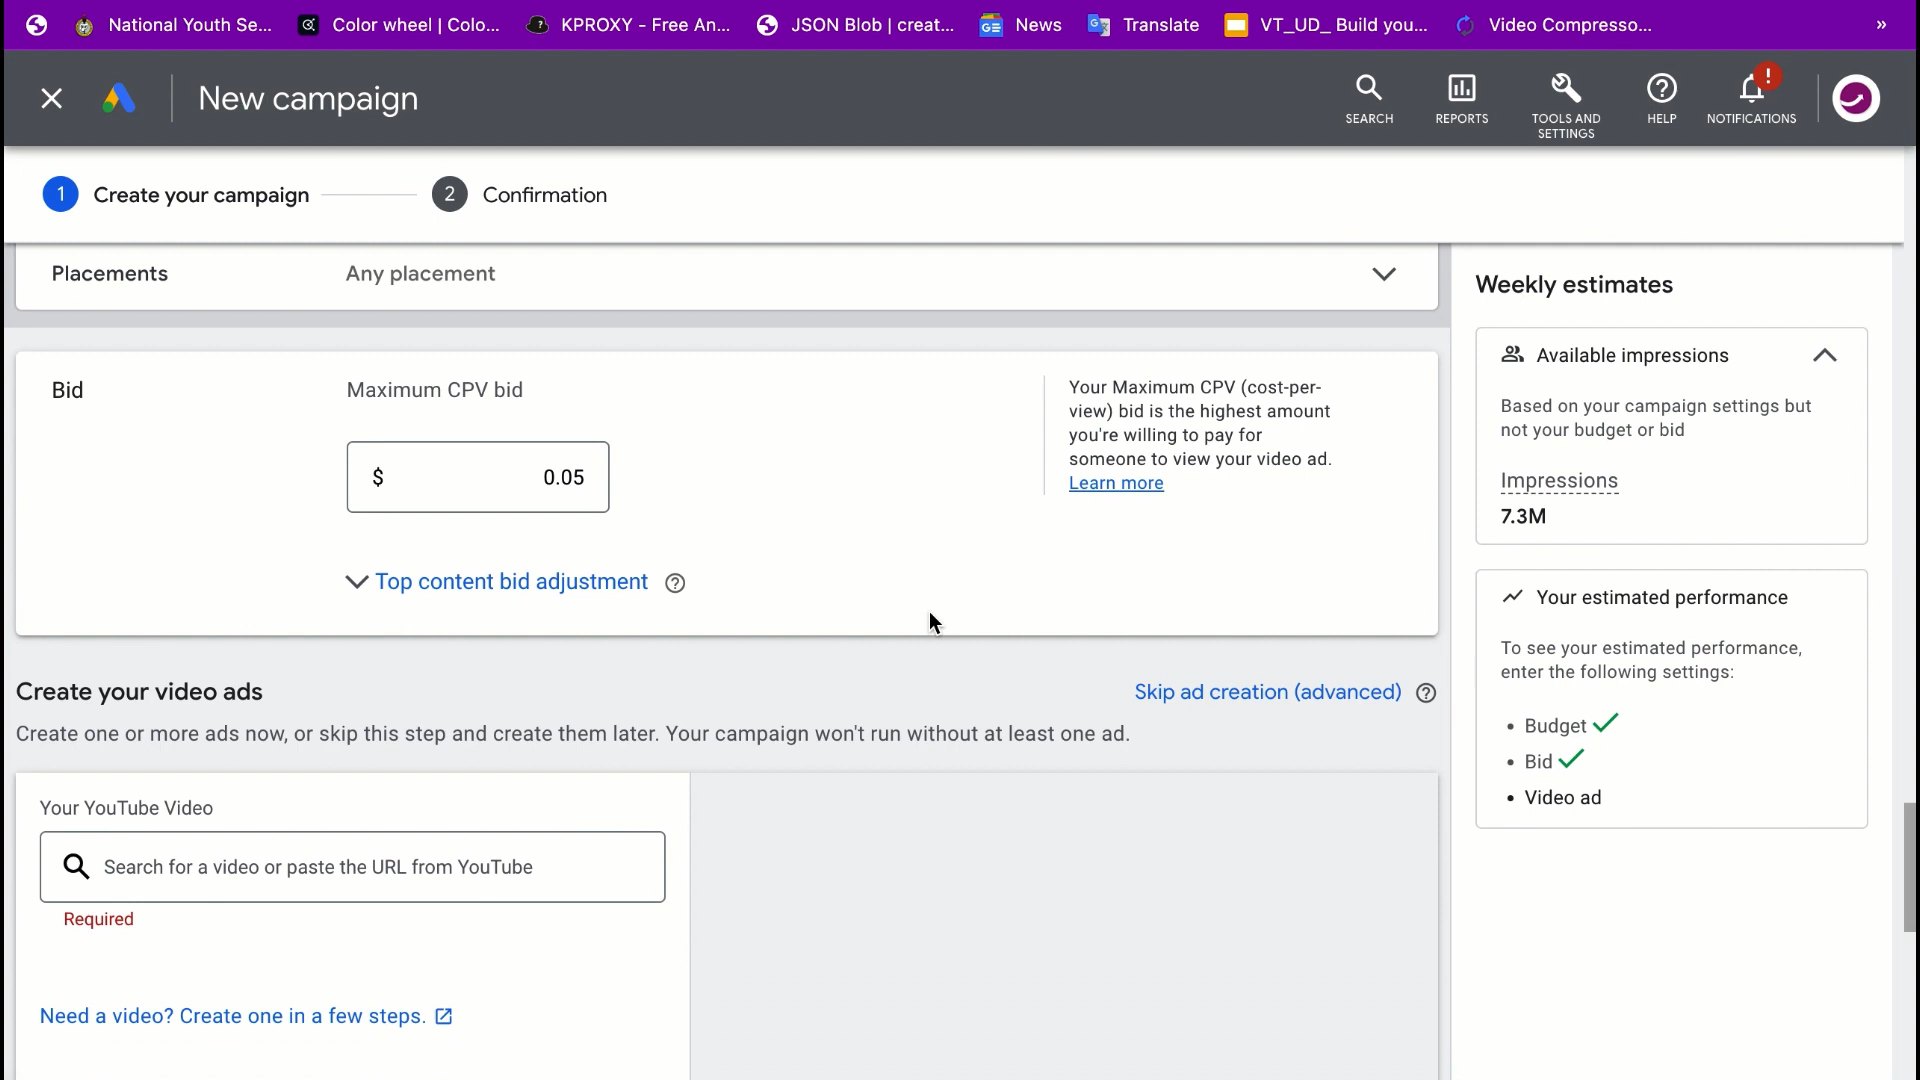 National Youth Se...
Color wheel | Colo...
KPROXY - Free An...
JSON Blob | creat...
News
Translate
VT_UD_ Build you...
Video Compresso...
»
New campaign
SEARCH
REPORTS
TOOLS AND
SETTINGS
HELP
!
NOTIFICATIONS
1 Create your campaign
2 Confirmation
Placements
Any placement
Bid
Maximum CPV bid
$ 0.05
Top content bid adjustment
Your Maximum CPV (cost-per-
view) bid is the highest amount
you're willing to pay for
someone to view your video ad.
Learn more
Create your video ads
Skip ad creation (advanced)
Create one or more ads now, or skip this step and create them later. Your campaign won't run without at least one ad.
Your YouTube Video
Search for a video or paste the URL from YouTube
Required
Need a video? Create one in a few steps.
Weekly estimates
Available impressions
Based on your campaign settings but
not your budget or bid
Impressions
7.3M
Your estimated performance
To see your estimated performance,
enter the following settings:
• Budget
• Bid
• Video ad